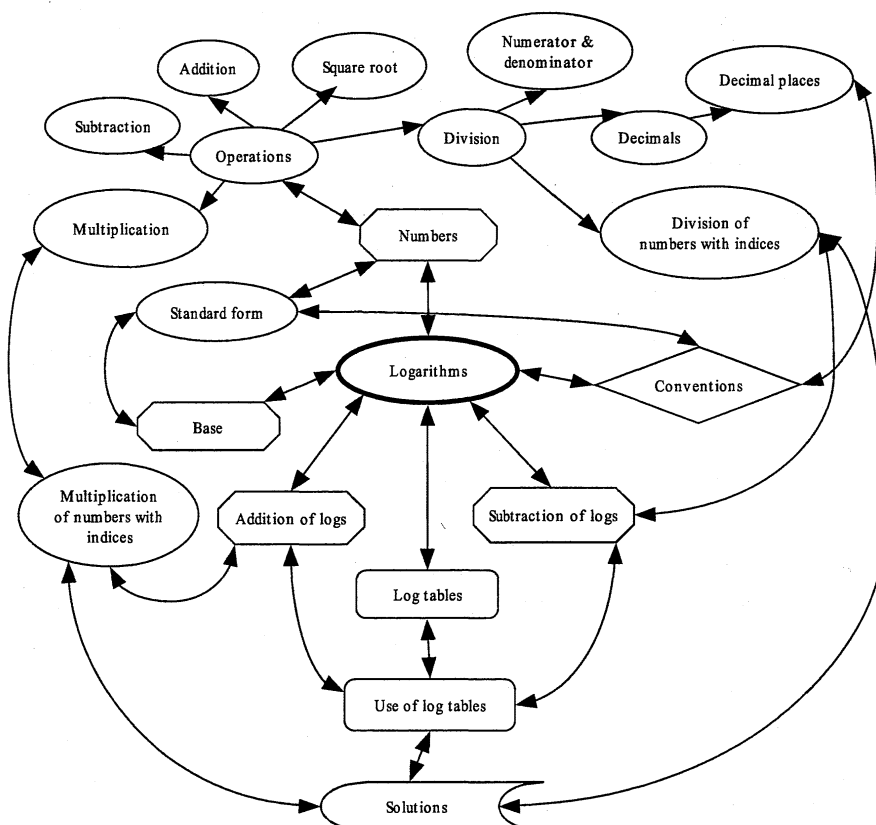 Numerator &
denominator
Addition
Square root
Decimal places
Subtraction
Division
Decimals
Operations
Multiplication
Numbers
Division of
numbers with indices
Standard form
Logarithms
Conventions
Base
Multiplication
of numbers with
indices
Addition of logs
Subtraction of logs
Log tables
Use of log tables
Solutions